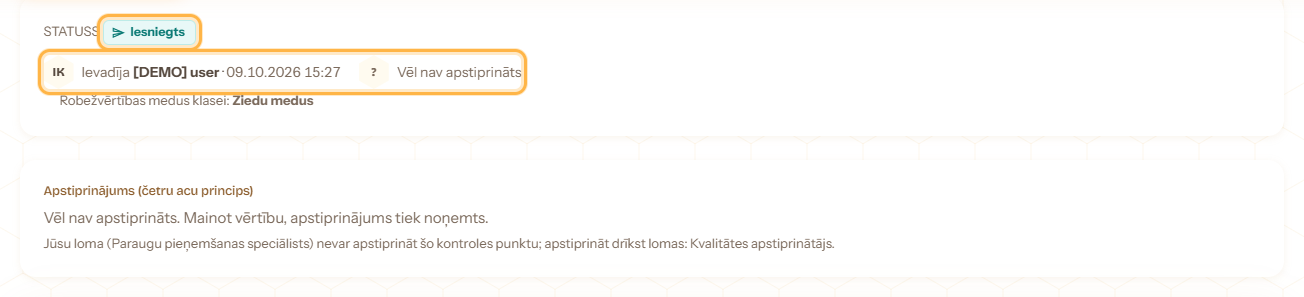 STATUSS Iesniegts
IK Ievadīja [DEMO] user · 09.10.2026 15:27 ? Vēl nav apstiprināts
Robežvērtības medus klasei: Ziedu medus
Apstiprinājums (četru acu princips)
Vēl nav apstiprināts. Mainot vērtību, apstiprinājums tiek noņemts.
Jūsu loma (Paraugu pieņemšanas speciālists) nevar apstiprināt šo kontroles punktu; apstiprināt drīkst lomas: Kvalitātes apstiprinātājs.